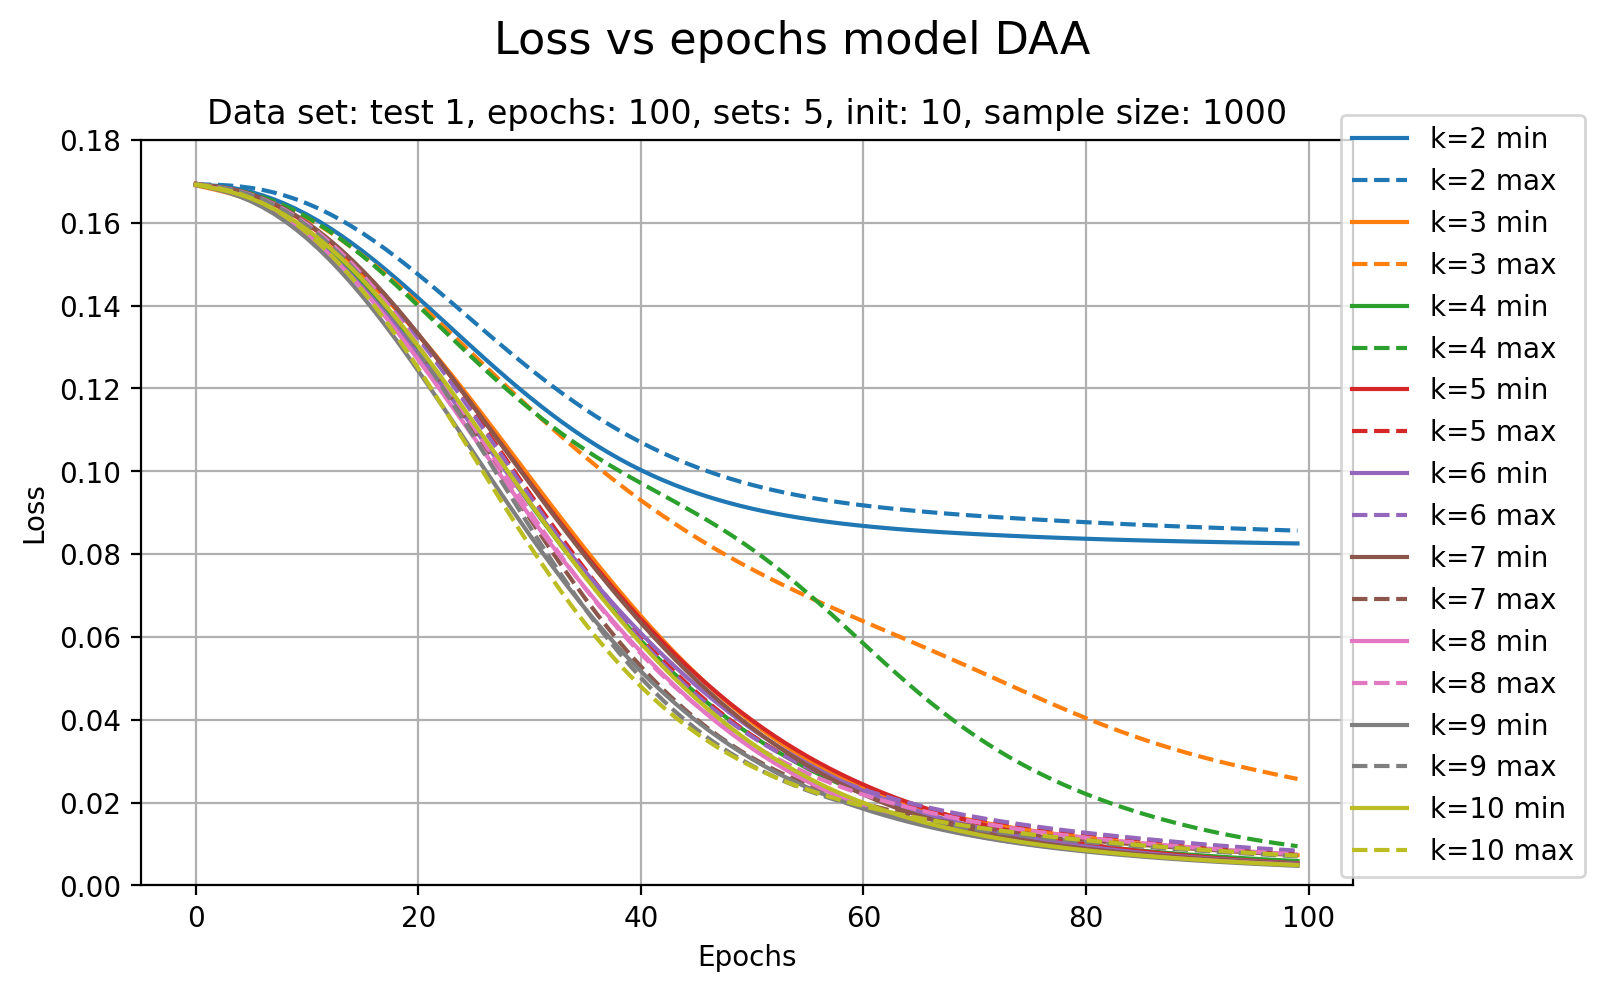 Loss vs epochs model DAA
Data set: test 1, epochs: 100, sets: 5, init: 10, sample size: 1000
0.18
0.16
0.14
0.12
0.10
0.08
0.06
0.04
0.02
0.00
Loss
0 20 40 60 80 100
Epochs
k=2 min
k=2 max
k=3 min
k=3 max
k=4 min
k=4 max
k=5 min
k=5 max
k=6 min
k=6 max
k=7 min
k=7 max
k=8 min
k=8 max
k=9 min
k=9 max
k=10 min
k=10 max